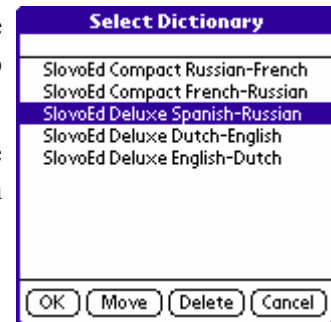 Select Dictionary
SlovoEd Compact Russian-French
SlovoEd Compact French-Russian
SlovoEd Deluxe Spanish-Russian
SlovoEd Deluxe Dutch-English
SlovoEd Deluxe English-Dutch
OK Move Delete Cancel